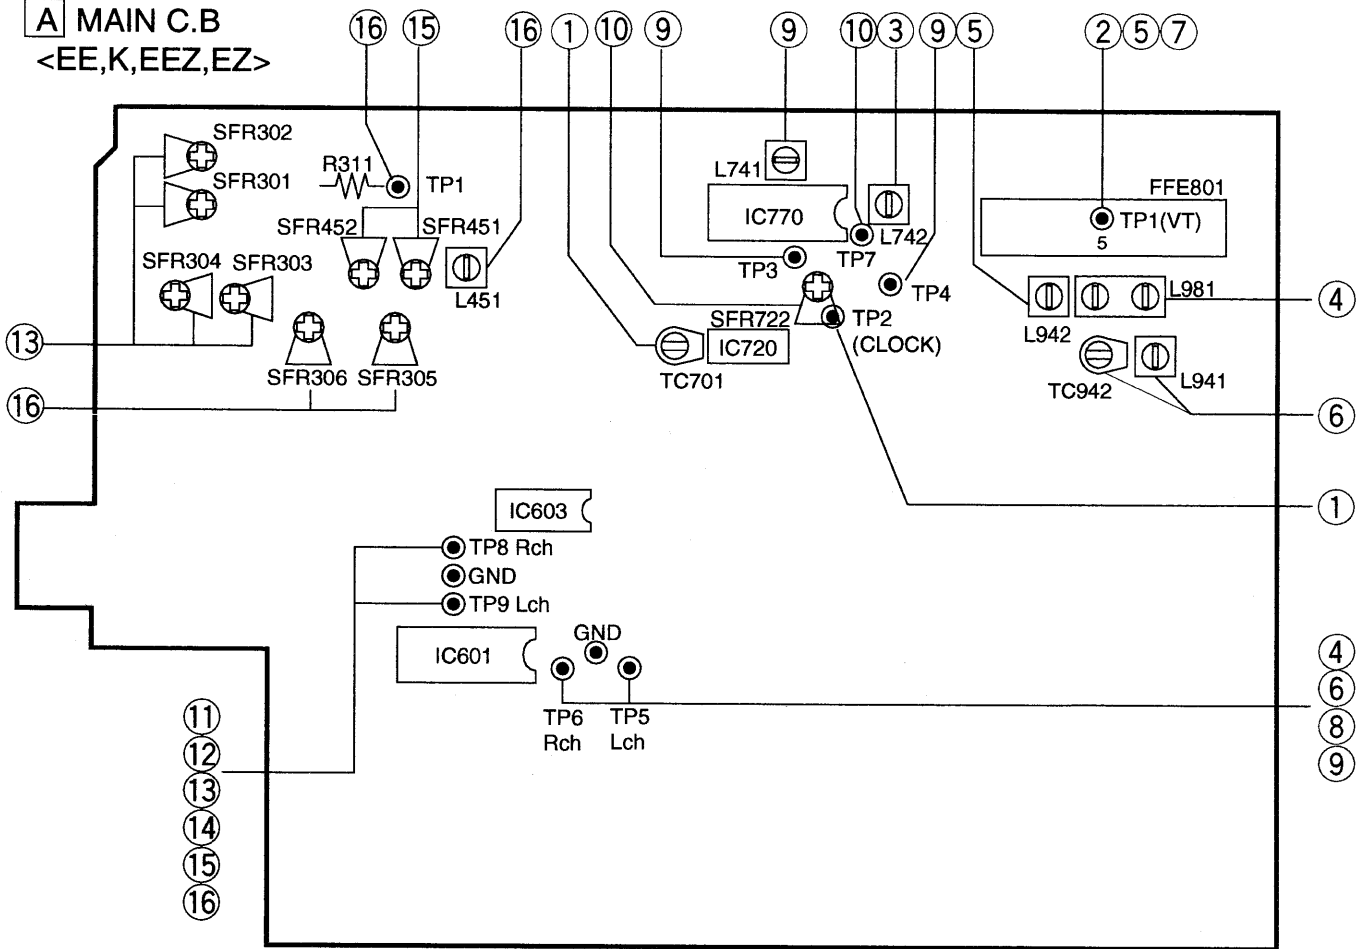 A MAIN C.B
<EE,K,EEZ,EZ>
16 15 16 1 10 9 9 10 3 9 5 2 5 7
SFR302
SFR301
R311
TP1
SFR452
SFR451
SFR304
SFR303
L451
13
SFR306
SFR305
16
L741
IC770
L742
TP7
TP3
TP4
SFR722
TP2
(CLOCK)
IC720
TC701
FFE801
TP1(VT)
5
L981
4
L942
TC942
L941
6
1
IC603
TP8 Rch
GND
TP9 Lch
IC601
GND
TP6
Rch
TP5
Lch
4
6
8
9
11
12
13
14
15
16